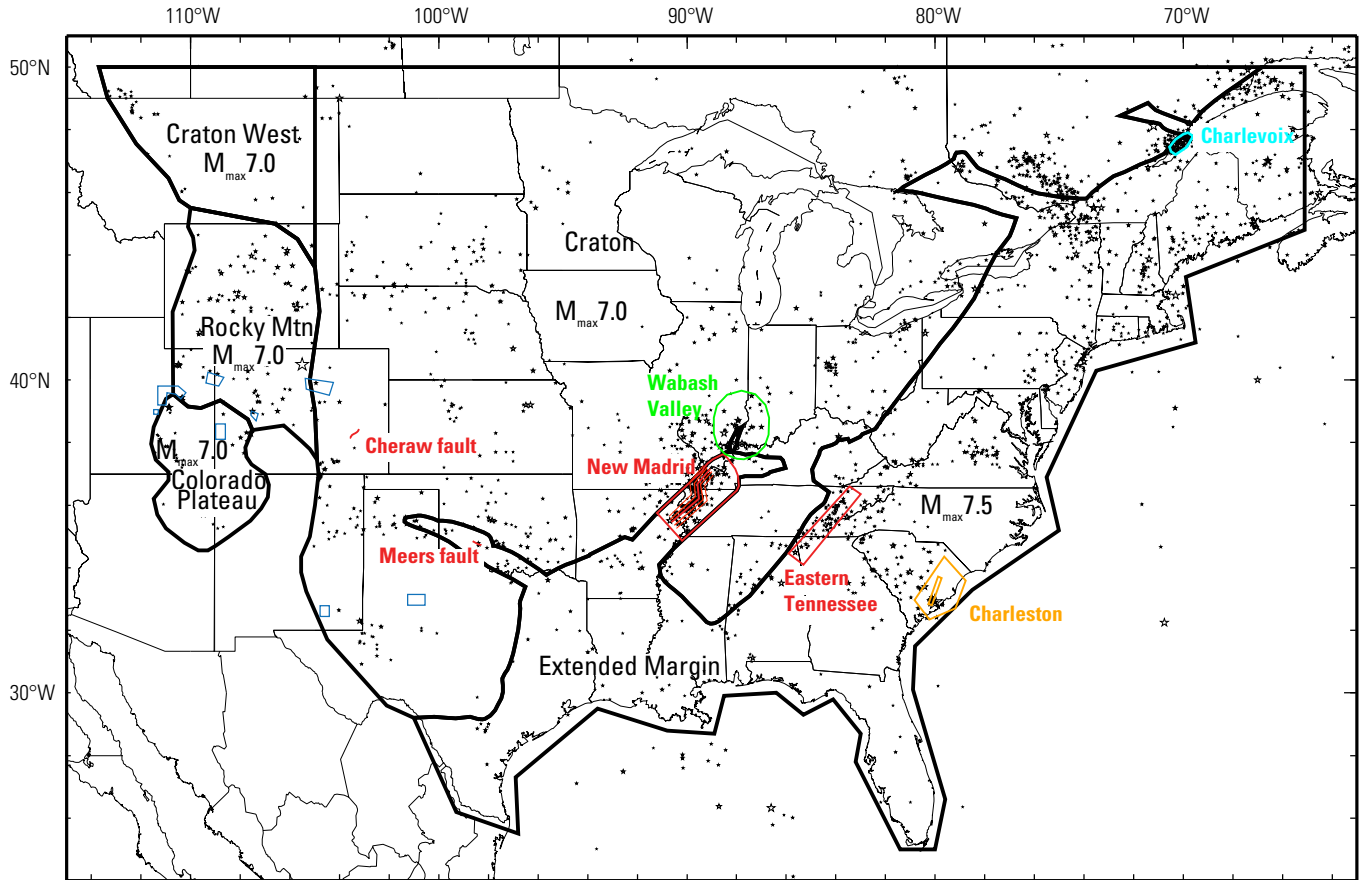 110°W
100°W
90°W
80°W
70°W
50°N
Craton West
Mmax7.0
Charlevoix
Craton
Mmax7.0
Rocky Mtn
Mmax7.0
40°N
Wabash
Valley
Cheraw fault
Mmax7.0
Colorado
Plateau
New Madrid
Mmax7.5
Meers fault
Eastern
Tennessee
Charleston
Extended Margin
30°W